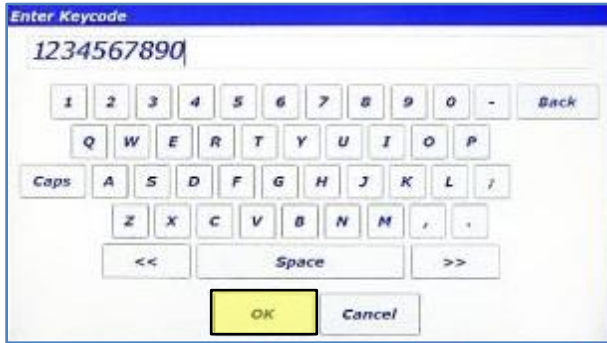 Enter Keycode
1234567890
1 2 3 4 5 6 7 8 9 0 - Back
Q W E R T Y U I O P
Caps A S D F G H J K L ;
Z X C V B N M , .
<< Space >>
OK Cancel